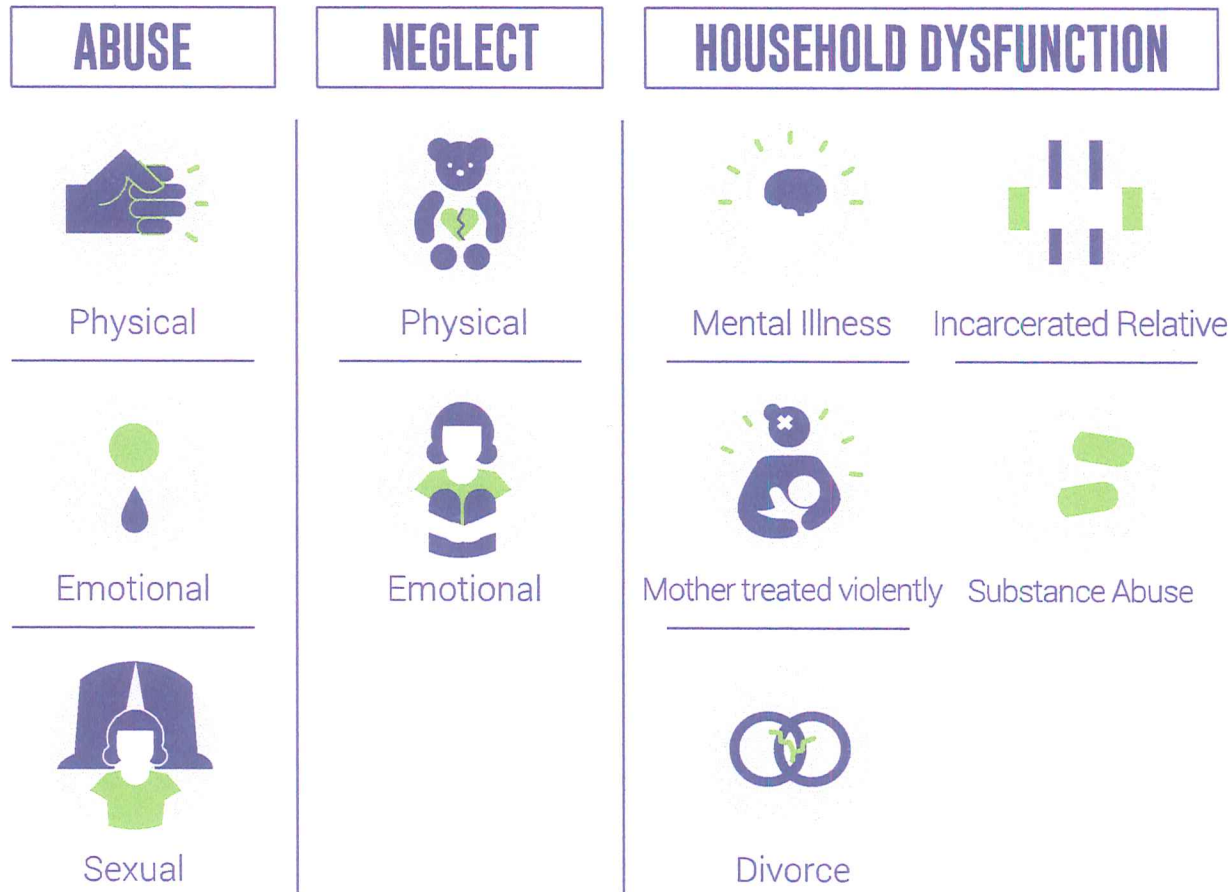 ABUSE
NEGLECT
HOUSEHOLD DYSFUNCTION
Physical
Physical
Mental Illness
Incarcerated Relative
Emotional
Emotional
Mother treated violently
Substance Abuse
Sexual
Divorce